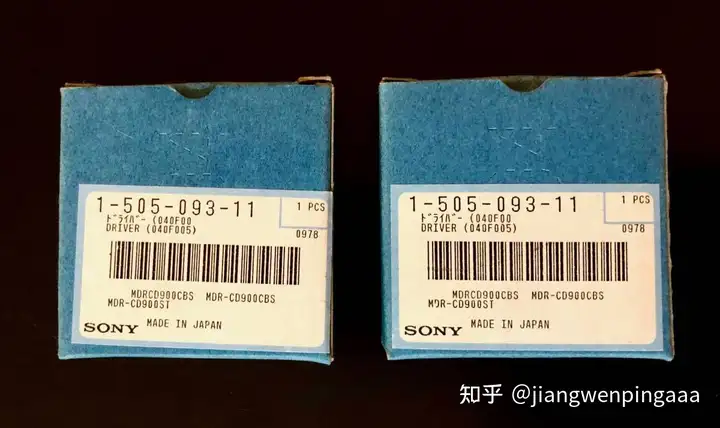 1-505-093-11
1 PCS
ﾄﾞﾗｲﾊﾞｰ (040F00
DRIVER (040F005)
0978
MDRCD900CBS MDR-CD900CBS
MDR-CD900ST
SONY MADE IN JAPAN
1-505-093-11
1 PCS
ﾄﾞﾗｲﾊﾞｰ (040F00
DRIVER (040F005)
0978
MDRCD900CBS MDR-CD900CBS
MDR-CD900ST
SONY MADE IN JAPAN
知乎 @jiangwenpingaaa